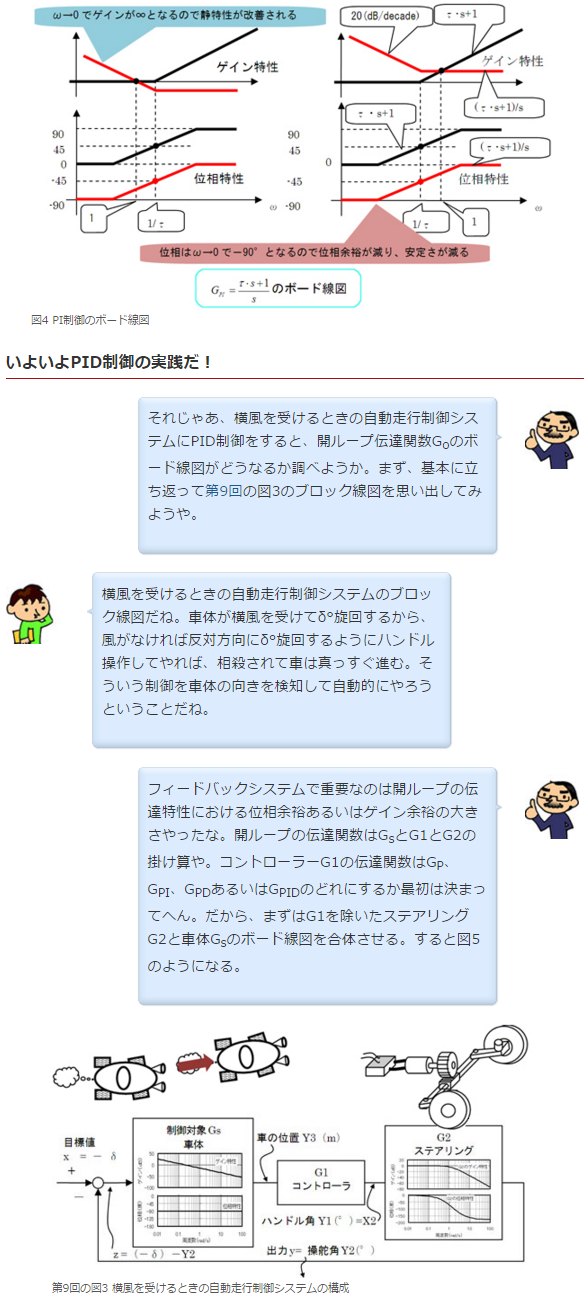 ω→0でゲインが∞となるので静特性が改善される
20(dB/decade)
τ・s+1
ゲイン特性
ゲイン特性
(τ・s+1)/s
τ・s+1
(τ・s+1)/s
90
45
0
-45
-90
位相特性
ω
1
1/τ
90
45
0
-45
-90
位相特性
ω
1/τ
1
位相はω→0で−90°となるので位相余裕が減り、安定さが減る
G_PI = τ・s+1 / s のボード線図
図4 PI制御のボード線図
いよいよPID制御の実践だ！
それじゃあ、横風を受けるときの自動走行制御シス
テムにPID制御をすると、開ループ伝達関数GOのボ
ード線図がどうなるか調べようか。まず、基本に立
ち返って第9回の図3のブロック線図を思い出してみ
ようや。
横風を受けるときの自動走行制御システムのブロッ
ク線図だね。車体が横風を受けてδ°旋回するから、
風がなければ反対方向にδ°旋回するようにハンドル
操作してやれば、相殺されて車は真っすぐ進む。そ
ういう制御を車体の向きを検知して自動的にやろう
ということだね。
フィードバックシステムで重要なのは開ループの伝
達特性における位相余裕あるいはゲイン余裕の大き
さやったな。開ループの伝達関数はGSとG1とG2の
掛け算や。コントローラーG1の伝達関数はGP、
GPI、GPDあるいはGPIDのどれにするか最初は決まっ
てへん。だから、まずはG1を除いたステアリング
G2と車体GSのボード線図を合体させる。すると図5
のようになる。
目標値
x = − δ
+
−
z=(−δ)−Y2
制御対象 Gs
車体
ゲイン特性
位相特性
車の位置 Y3 (m)
G1
コントローラ
ハンドル角 Y1(°)=X2
G2
ステアリング
出力y= 操舵角 Y2(°)
第9回の図3 横風を受けるときの自動走行制御システムの構成